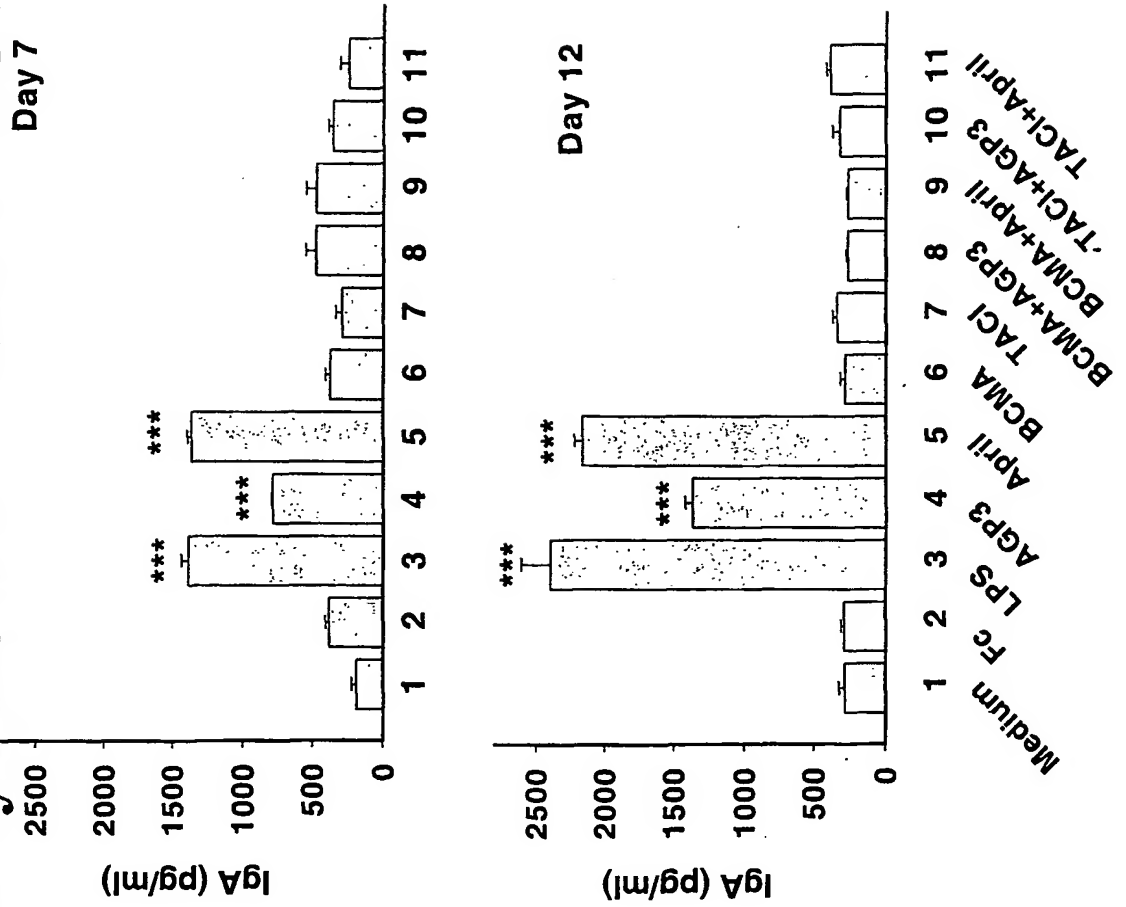 Day 7
IgA (pg/ml)
2500
2000
1500
1000
500
0
***
***
***
1 2 3 4 5 6 7 8 9 10 11
Day 12
IgA (pg/ml)
2500
2000
1500
1000
500
0
***
***
***
1 2 3 4 5 6 7 8 9 10 11
Medium
Fc
LPS
AGP3
April
BCMA
TACI
BCMA+AGP3
BCMA+April
TACI+AGP3
TACI+April